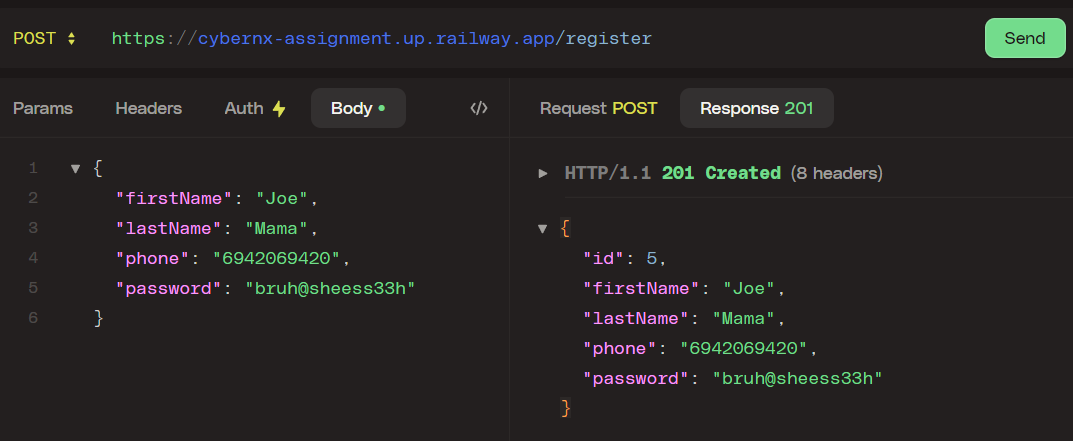 POST https://cybernx-assignment.up.railway.app/register Send
Params Headers Auth Body </>
Request POST Response 201
1 {
2 "firstName": "Joe",
3 "lastName": "Mama",
4 "phone": "6942069420",
5 "password": "bruh@sheess33h"
6 }
HTTP/1.1 201 Created (8 headers)
{
"id": 5,
"firstName": "Joe",
"lastName": "Mama",
"phone": "6942069420",
"password": "bruh@sheess33h"
}